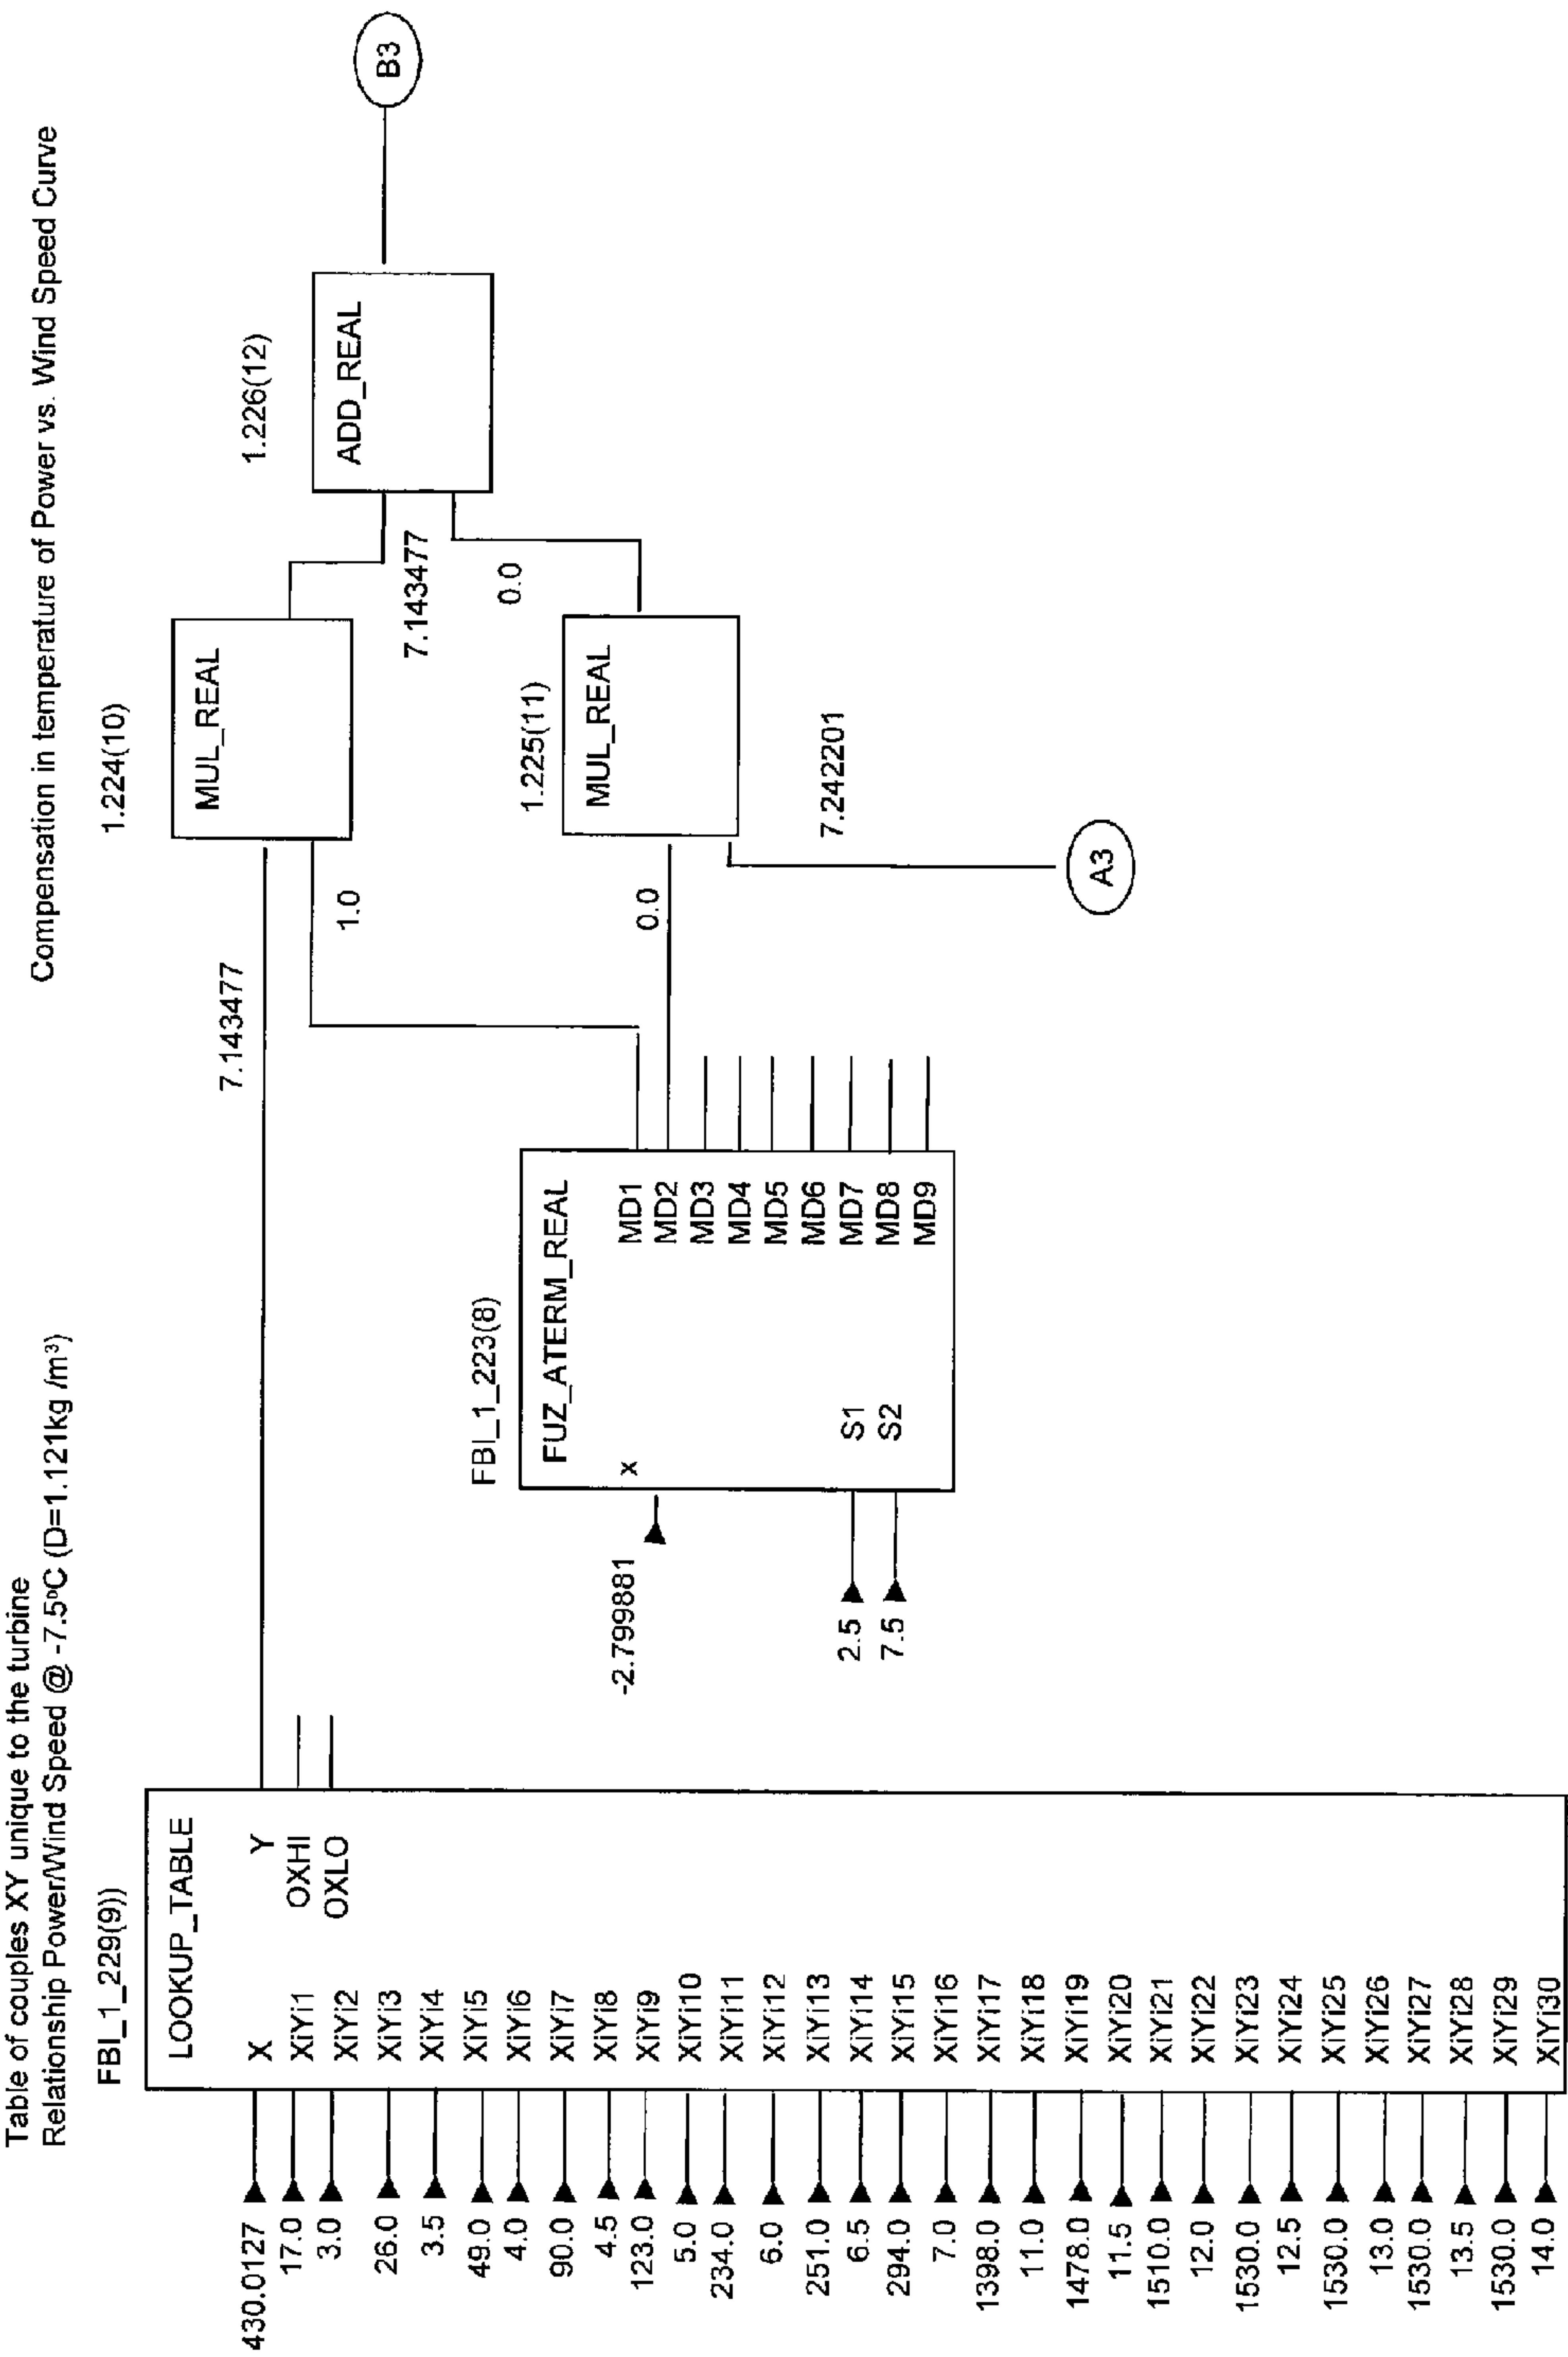 Table of couples XY unique to the turbine
Relationship Power/Wind Speed @ -7.5ºC (D=1.121kg /m³)
Compensation in temperature of Power vs. Wind Speed Curve
FBI_1_229(9))
LOOKUP_TABLE
430.0127 X Y
17.0 XiYi1 OXHI
3.0 XiYi2 OXLO
26.0 XiYi3
3.5 XiYi4
49.0 XiYi5
4.0 XiYi6
90.0 XiYi7
4.5 XiYi8
123.0 XiYi9
5.0 XiYi10
234.0 XiYi11
6.0 XiYi12
251.0 XiYi13
6.5 XiYi14
294.0 XiYi15
7.0 XiYi16
1398.0 XiYi17
11.0 XiYi18
1478.0 XiYi19
11.5 XiYi20
1510.0 XiYi21
12.0 XiYi22
1530.0 XiYi23
12.5 XiYi24
1530.0 XiYi25
13.0 XiYi26
1530.0 XiYi27
13.5 XiYi28
1530.0 XiYi29
14.0 XiYi30
7.143477
FBI_1_223(8)
FUZ_ATERM_REAL
-2.799881 x
MD1
MD2
MD3
MD4
MD5
MD6
2.5 S1 MD7
7.5 S2 MD8
MD9
1.224(10)
MUL_REAL
1.0
1.225(11)
MUL_REAL
0.0
7.242201
A3
1.226(12)
ADD_REAL
7.143477
0.0
B3